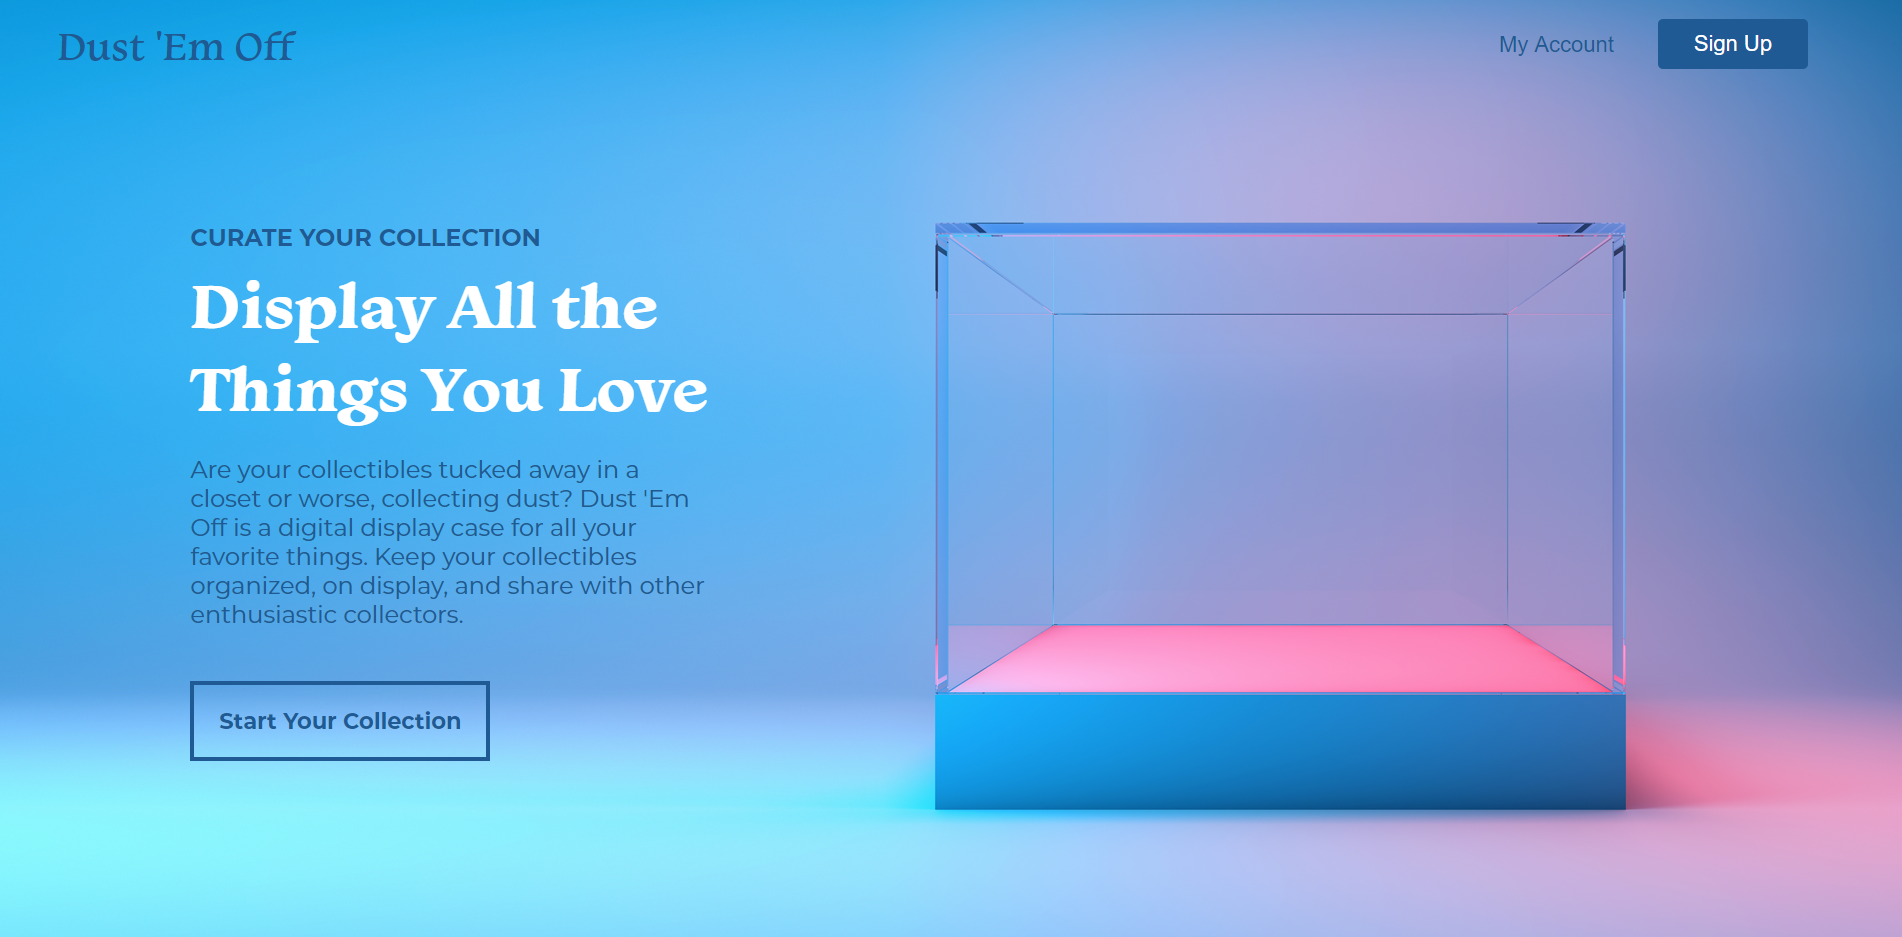 Dust 'Em Off
My Account
Sign Up
CURATE YOUR COLLECTION
Display All the
Things You Love
Are your collectibles tucked away in a
closet or worse, collecting dust? Dust 'Em
Off is a digital display case for all your
favorite things. Keep your collectibles
organized, on display, and share with other
enthusiastic collectors.
Start Your Collection